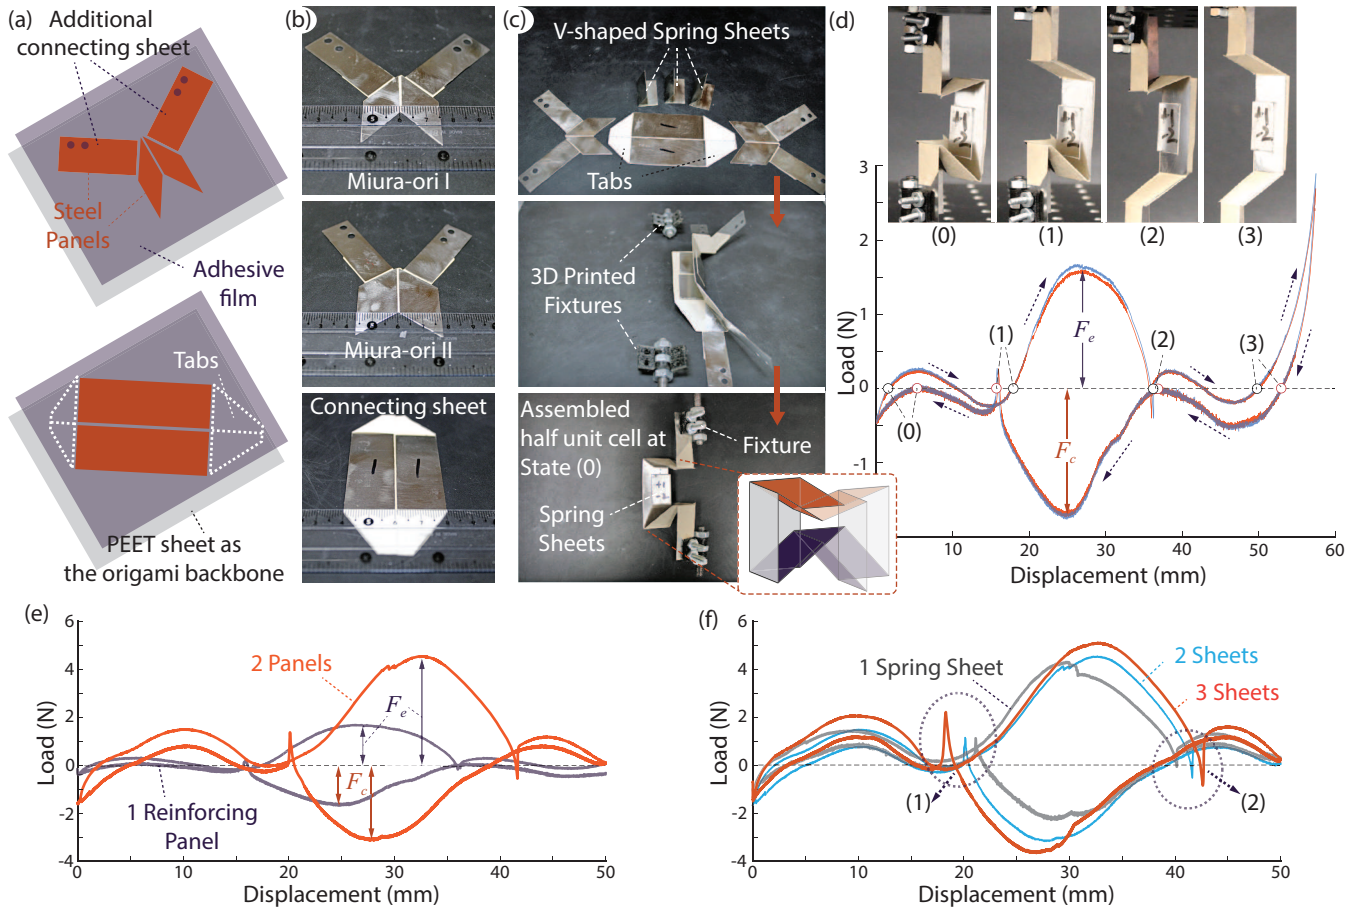 (a)
Additional
connecting sheet
Steel
Panels
Adhesive
film
Tabs
PEET sheet as
the origami backbone
(b)
Miura-ori I
Miura-ori II
Connecting sheet
(c)
V-shaped Spring Sheets
Tabs
3D Printed
Fixtures
Assembled
half unit cell at
State (0)
Fixture
Spring
Sheets
(d)
(0)
(1)
(2)
(3)
3
2
1
0
-1
Load (N)
(0)
(1)
(2)
(3)
Fe
Fc
10
20
30
40
50
60
Displacement (mm)
(e)
6
4
2
0
-2
-4
Load (N)
2 Panels
Fe
Fc
1 Reinforcing
Panel
0
10
20
30
40
50
Displacement (mm)
(f)
6
4
2
0
-2
-4
Load (N)
1 Spring Sheet
2 Sheets
3 Sheets
(1)
(2)
0
10
20
30
40
50
Displacement (mm)